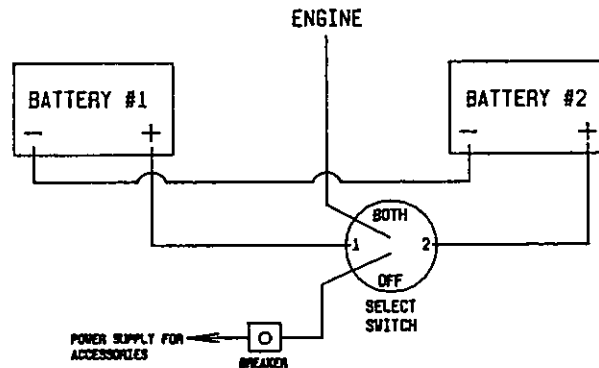 ENGINE
BATTERY #1
- +
BATTERY #2
- +
BOTH
1 2
OFF
SELECT
SWITCH
POWER SUPPLY FOR
ACCESSORIES
BREAKER